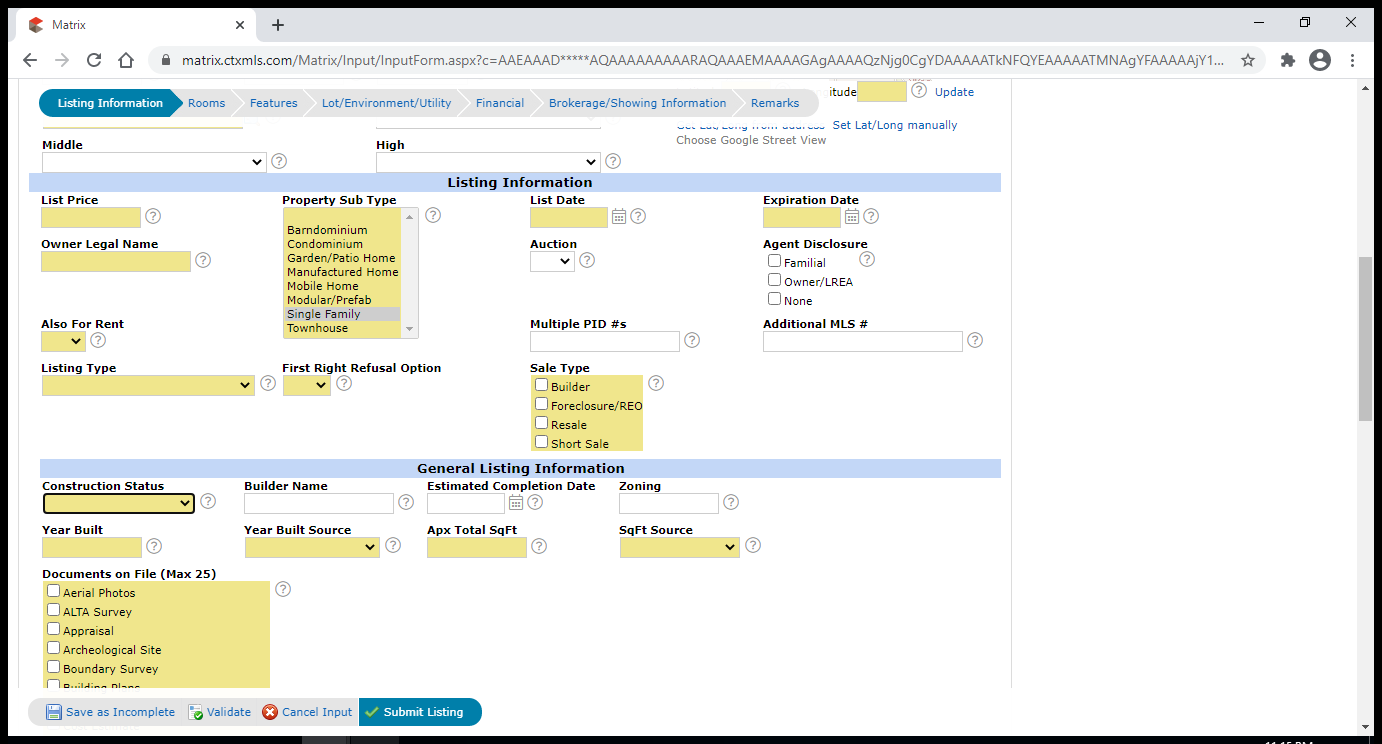 Matrix
matrix.ctxmls.com/Matrix/Input/InputForm.aspx?c=AAEAAAD*****AQAAAAAAAAARAQAAAEMAAAAGAgAAAAQzNjg0CgYDAAAAATkNFQYEAAAAATMNAgYFAAAAAjY1...
Listing Information Rooms Features Lot/Environment/Utility Financial Brokerage/Showing Information Remarks
itude Update
Set Lat/Long from address Set Lat/Long manually
Choose Google Street View
Middle High
Listing Information
List Price Property Sub Type List Date Expiration Date
Barndominium
Condominium
Garden/Patio Home
Manufactured Home
Mobile Home
Modular/Prefab
Single Family
Townhouse
Owner Legal Name Auction Agent Disclosure
Familial
Owner/LREA
None
Also For Rent Multiple PID #s Additional MLS #
Listing Type First Right Refusal Option Sale Type
Builder
Foreclosure/REO
Resale
Short Sale
General Listing Information
Construction Status Builder Name Estimated Completion Date Zoning
Year Built Year Built Source Apx Total SqFt SqFt Source
Documents on File (Max 25)
Aerial Photos
ALTA Survey
Appraisal
Archeological Site
Boundary Survey
Building Plans
Save as Incomplete Validate Cancel Input Submit Listing